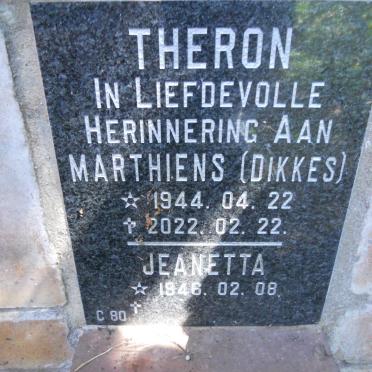 THERON
IN LIEFDEVOLLE
HERINNERING AAN
MARTHIENS (DIKKES)
☆ 1944. 04. 22
✝ 2022. 02. 22.
JEANETTA
☆ 1946. 02. 08.
C 80 ✝